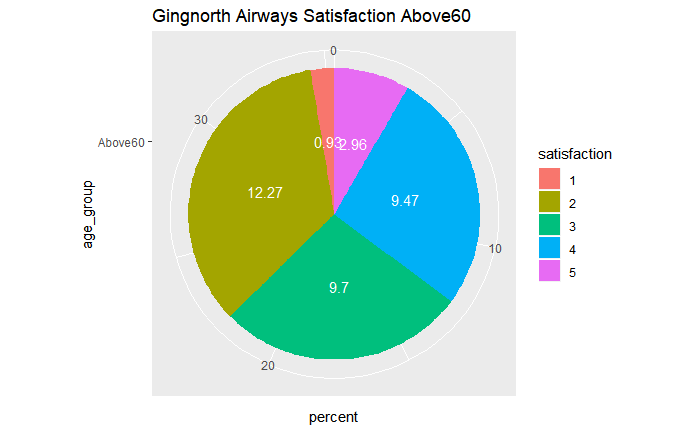 Gingnorth Airways Satisfaction Above60
0
30
Above60
0.93
2.96
12.27
9.47
10
9.7
20
age_group
percent
satisfaction
1
2
3
4
5